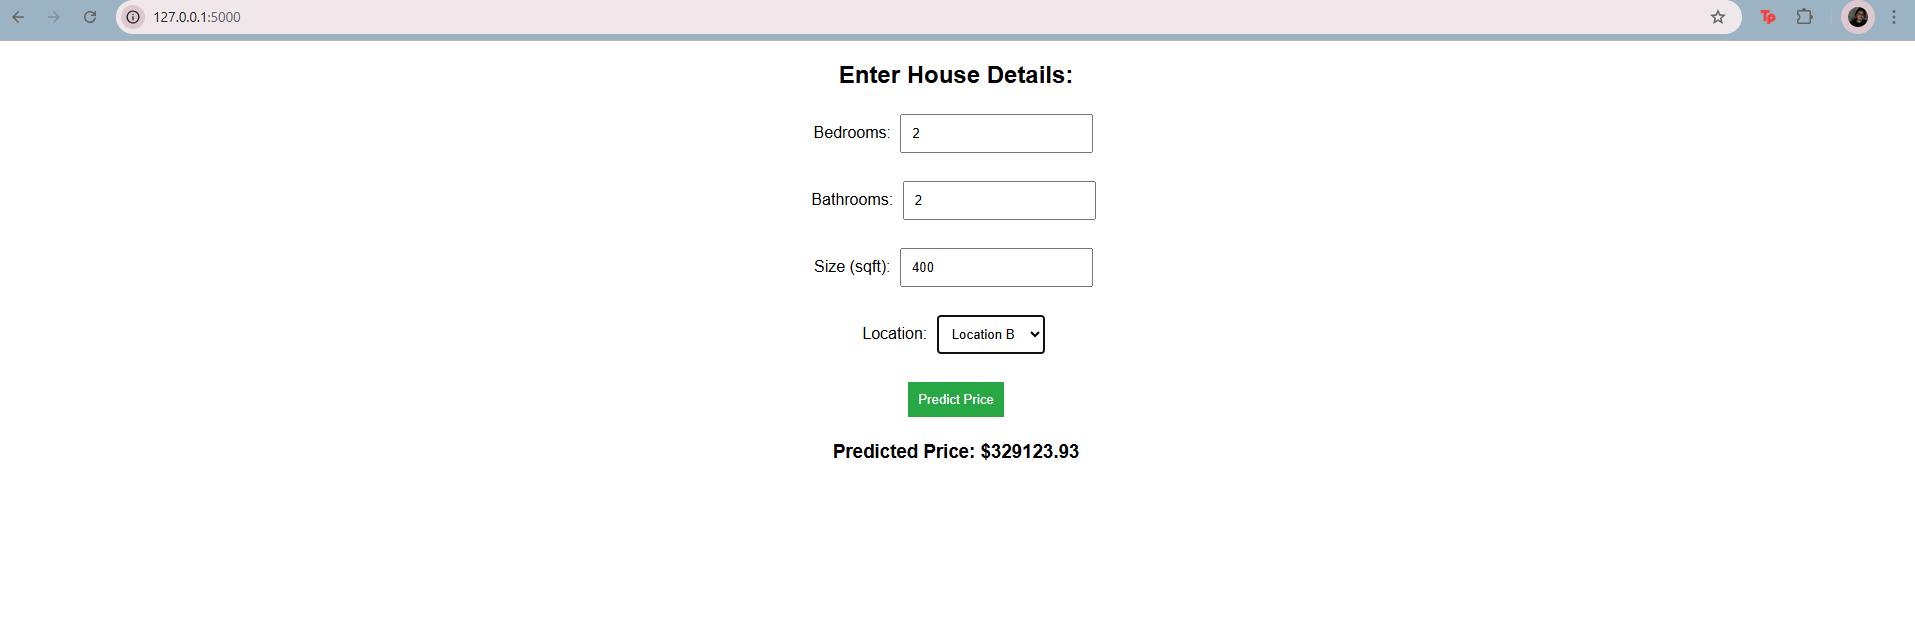 127.0.0.1:5000
Tp
Enter House Details:
Bedrooms: 2
Bathrooms: 2
Size (sqft): 400
Location: Location B
Predict Price
Predicted Price: $329123.93